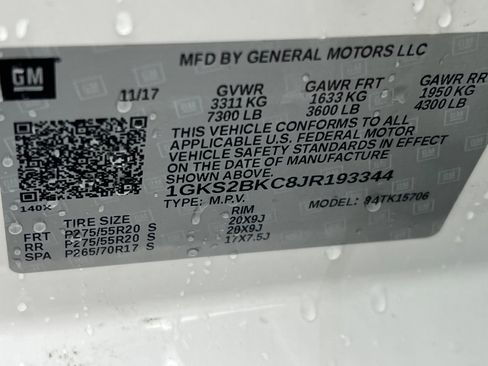 GM
MFD BY GENERAL MOTORS LLC
11/17 GVWR GAWR FRT GAWR RR
3311 KG 1633 KG 1950 KG
7300 LB 3600 LB 4300 LB
THIS VEHICLE CONFORMS TO ALL
APPLICABLE U.S. FEDERAL MOTOR
VEHICLE SAFETY STANDARDS IN EFFECT
ON THE DATE OF MANUFACTURE
SHOWN ABOVE.
1GKS2BKC8JR193344
TYPE: M.P.V. MODEL: 94TK15706
140X
TIRE SIZE RIM
FRT P275/55R20 S 20X9J
RR P275/55R20 S 20X9J
SPA P265/70R17 S 17X7.5J